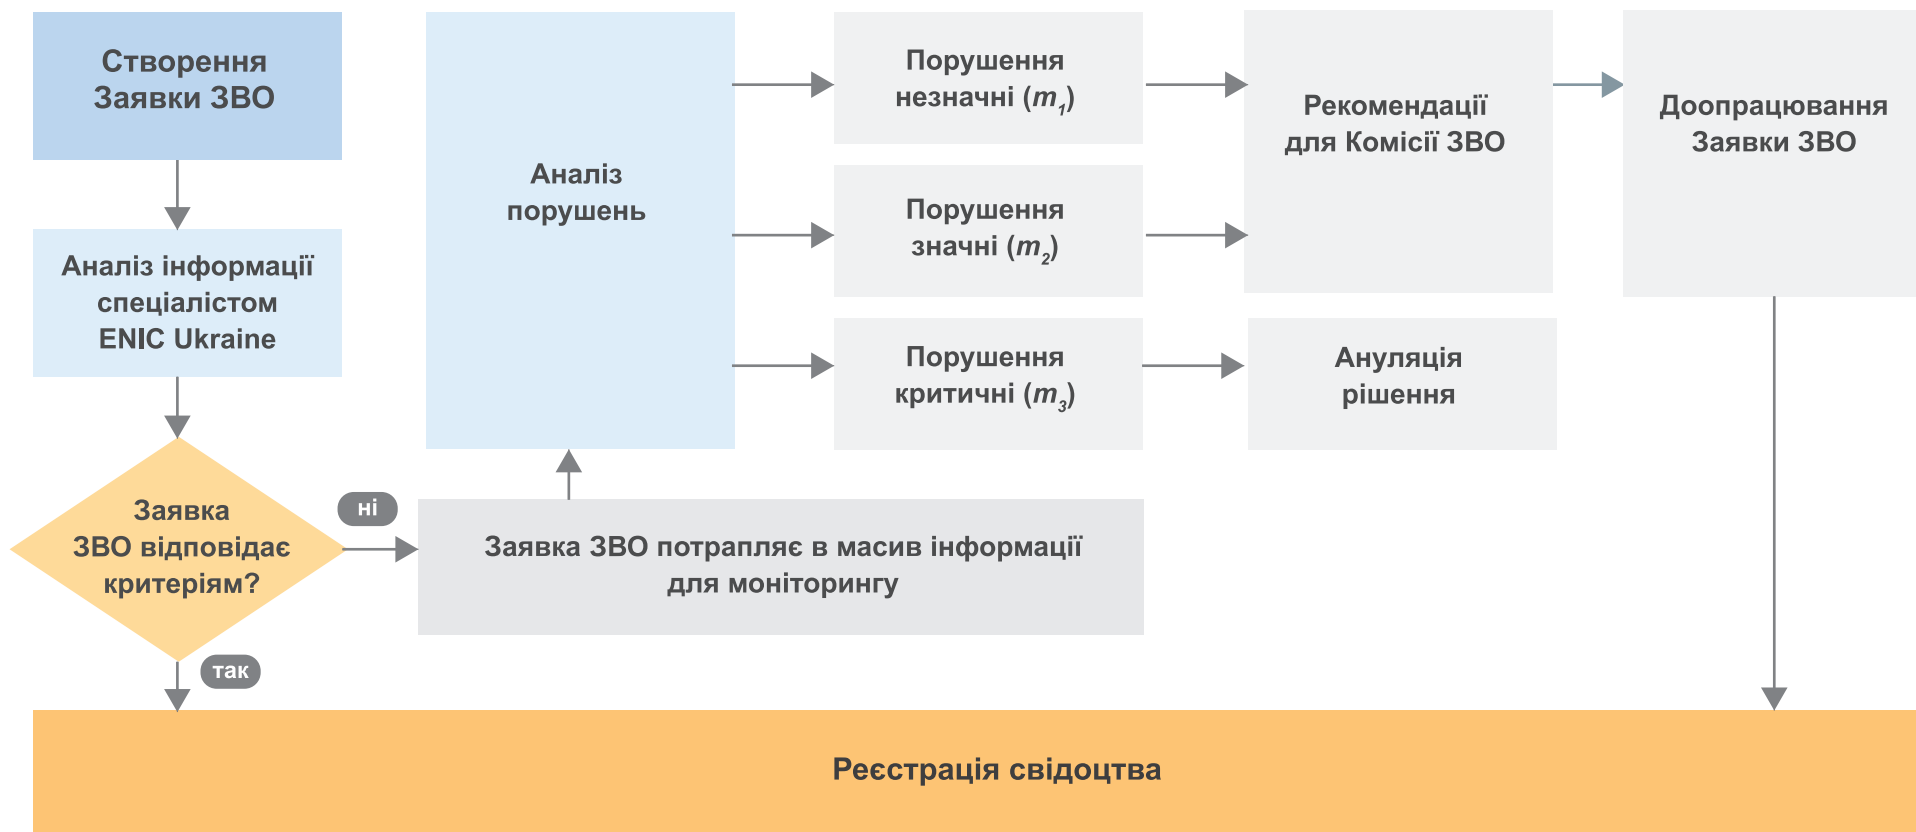 Створення
Заявки ЗВО
Аналіз інформації
спеціалістом
ENIC Ukraine
Заявка
ЗВО відповідає
критеріям?
ні
так
Заявка ЗВО потрапляє в масив інформації
для моніторингу
Аналіз
порушень
Порушення
незначні (m₁)
Порушення
значні (m₂)
Порушення
критичні (m₃)
Рекомендації
для Комісії ЗВО
Ануляція
рішення
Доопрацювання
Заявки ЗВО
Реєстрація свідоцтва